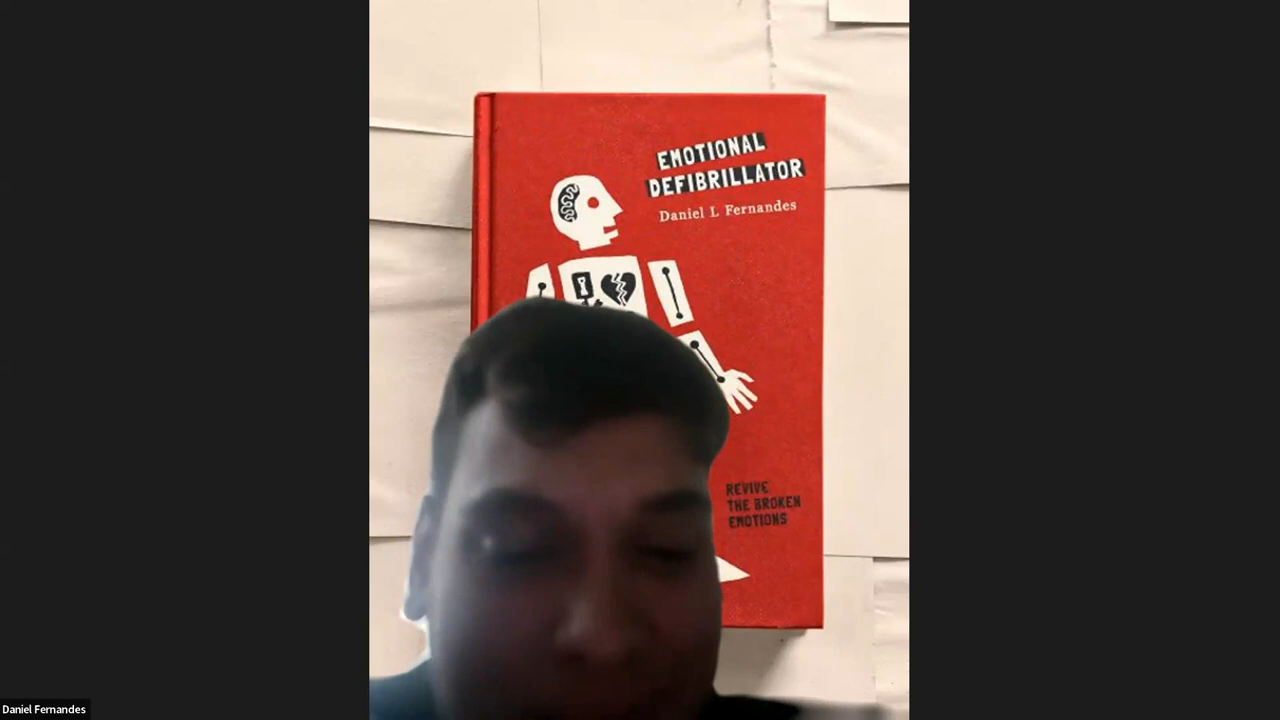 EMOTIONAL
DEFIBRILLATOR
Daniel L Fernandes
REVIVE
THE BROKEN
EMOTIONS
Daniel Fernandes